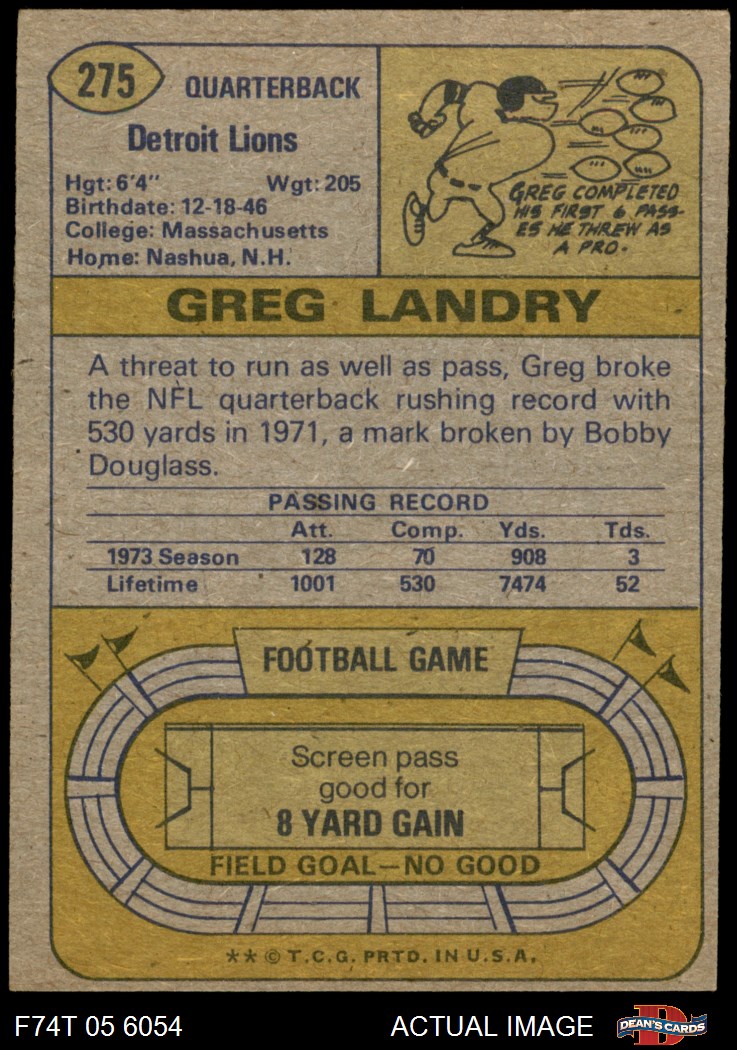 275
QUARTERBACK
Detroit Lions
Hgt: 6'4" Wgt: 205
Birthdate: 12-18-46
College: Massachusetts
Home: Nashua, N.H.
GREG COMPLETED
HIS FIRST 6 PASS-
ES HE THREW AS
A PRO.
GREG LANDRY
A threat to run as well as pass, Greg broke
the NFL quarterback rushing record with
530 yards in 1971, a mark broken by Bobby
Douglass.
PASSING RECORD
Att. Comp. Yds. Tds.
1973 Season 128 70 908 3
Lifetime 1001 530 7474 52
FOOTBALL GAME
Screen pass
good for
8 YARD GAIN
FIELD GOAL—NO GOOD
** © T.C.G. PRTD. IN U.S.A.
F74T 05 6054 ACTUAL IMAGE D DEAN'S CARDS